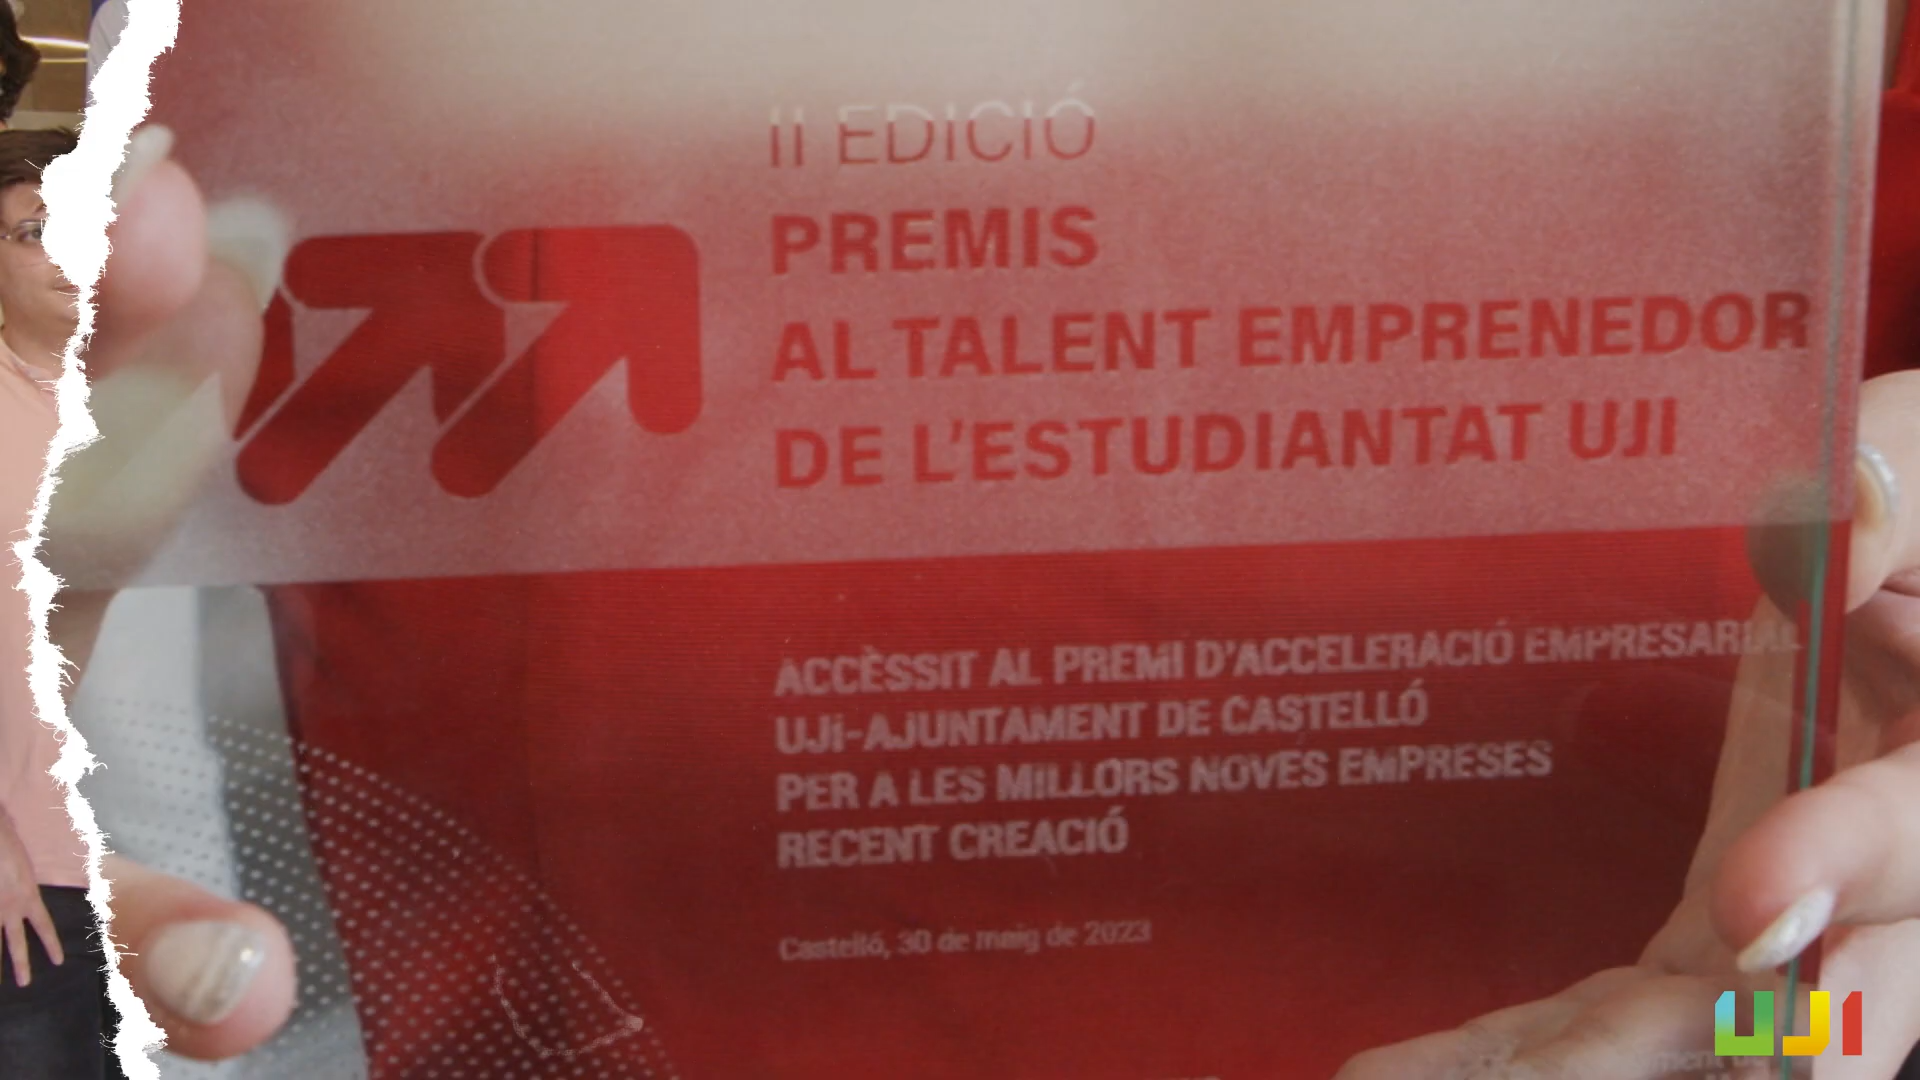 II EDICIÓ
PREMIS
AL TALENT EMPRENEDOR
DE L'ESTUDIANTAT UJI
ACCÈSSIT AL PREMI D'ACCELERACIÓ EMPRESARIAL
UJI-AJUNTAMENT DE CASTELLÓ
PER A LES MILLORS NOVES EMPRESES
RECENT CREACIÓ
Castelló, 30 de maig de 2023
UJI